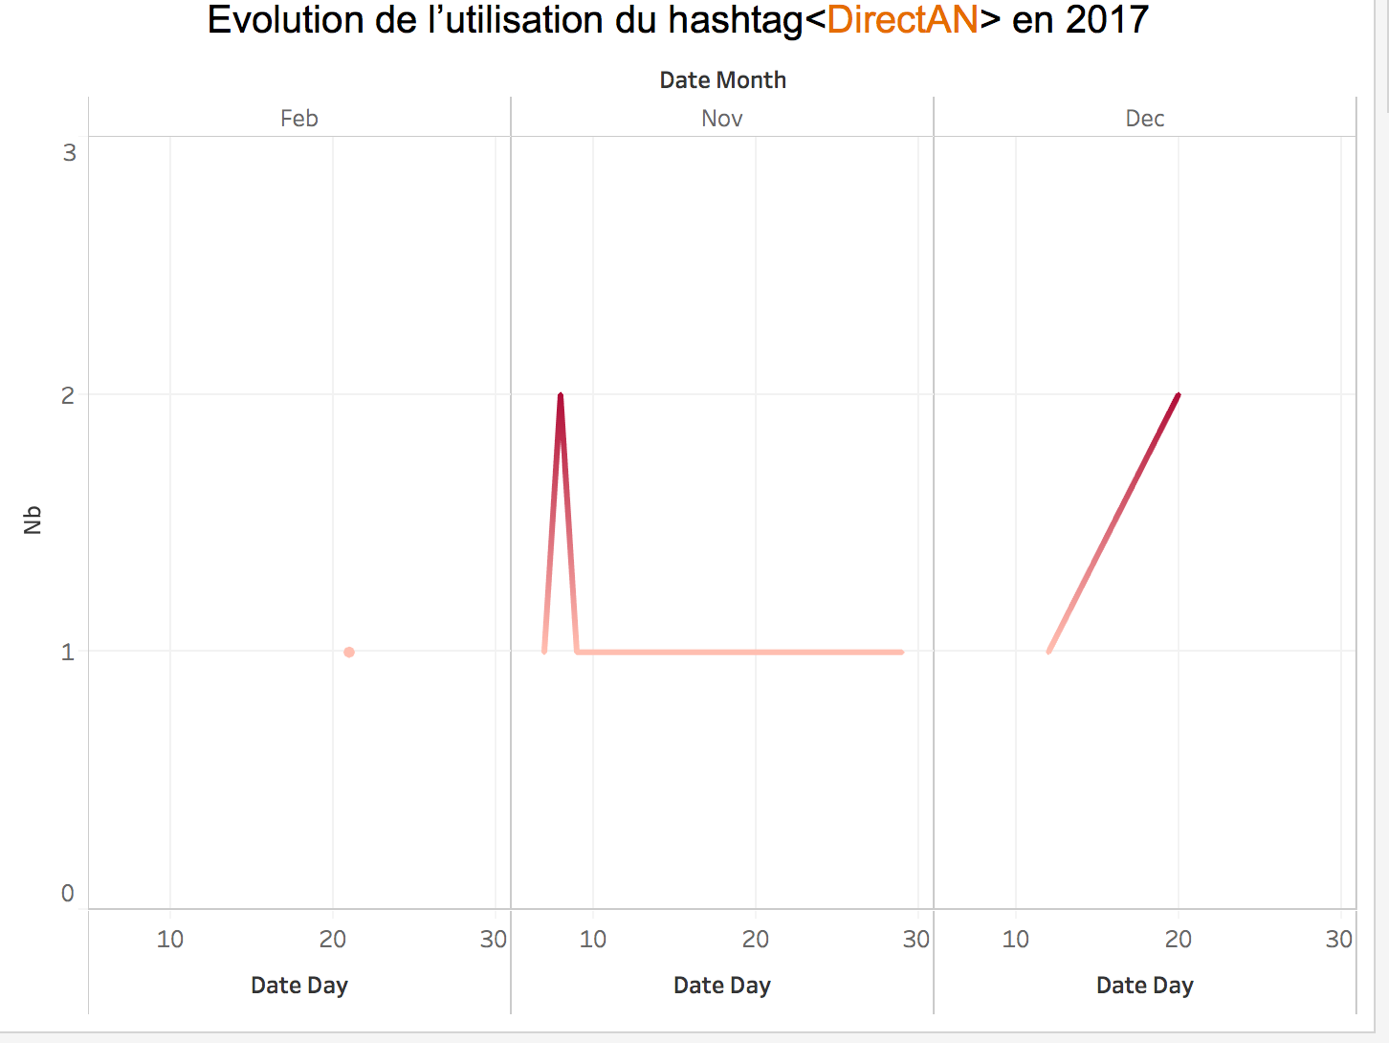 Evolution de l’utilisation du hashtag<DirectAN> en 2017
Date Month
Feb Nov Dec
3
2
1
0
Nb
10 20 30 10 20 30 10 20 30
Date Day Date Day Date Day